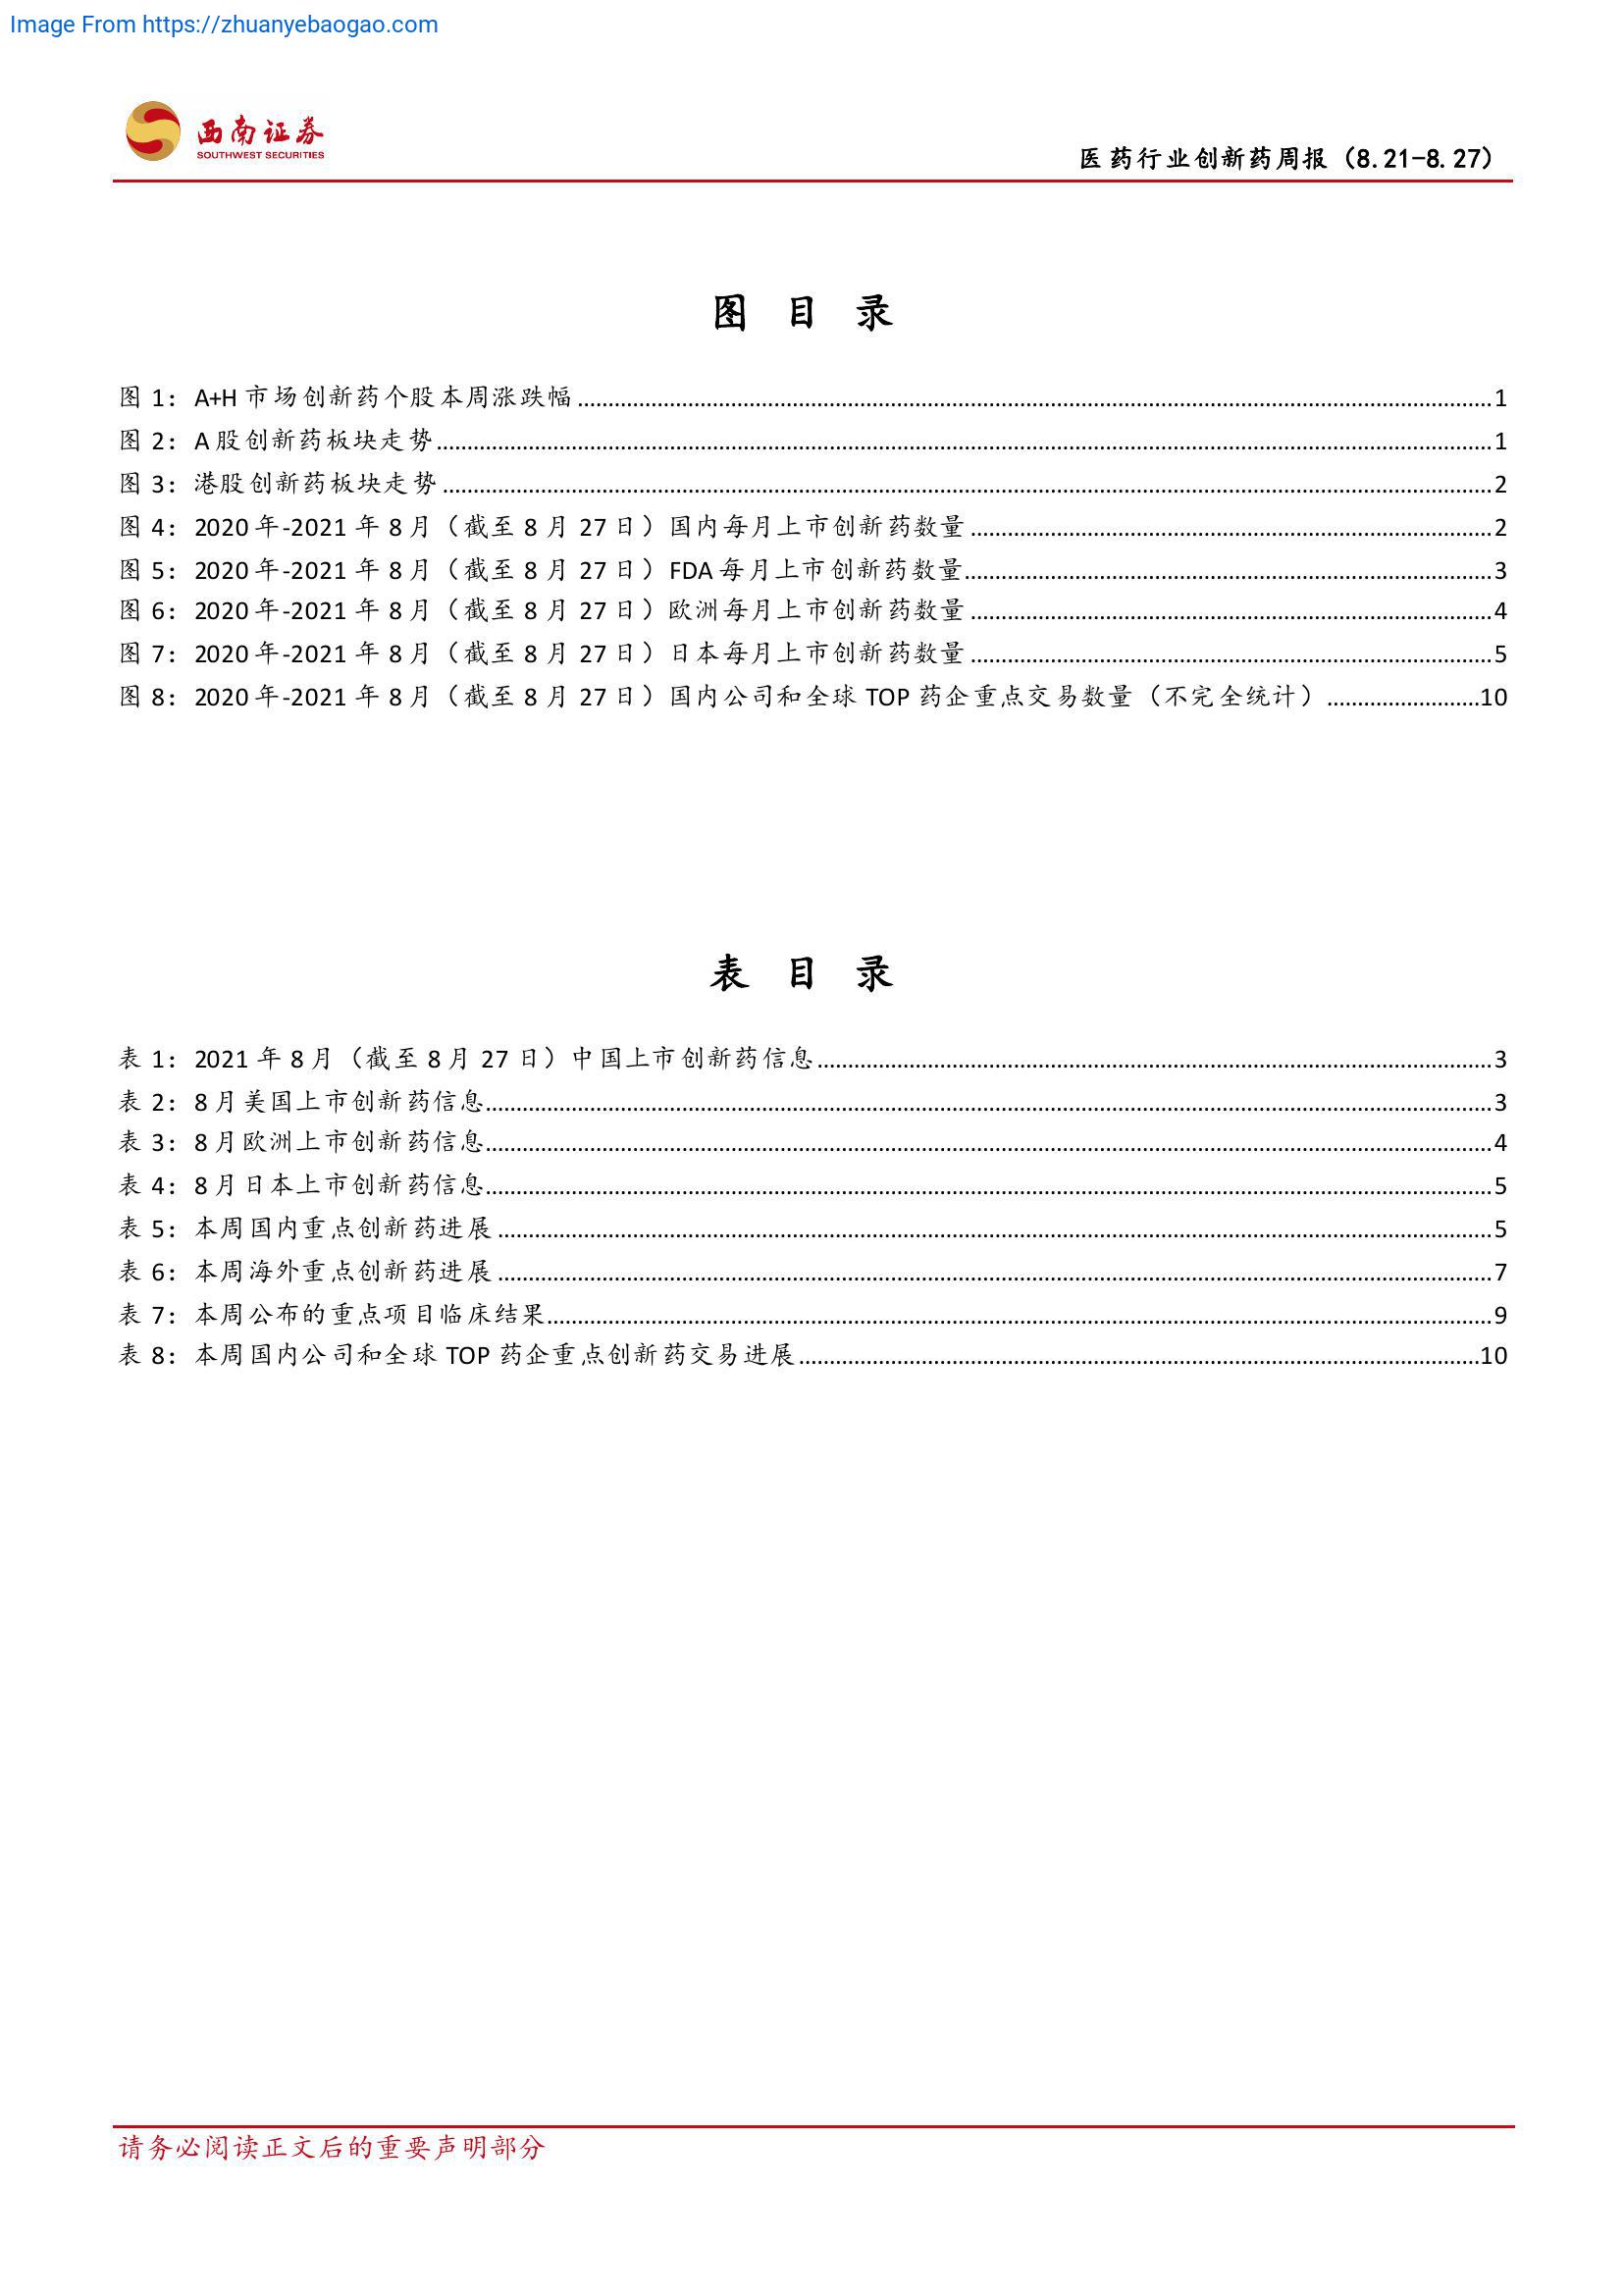 Image From https://zhuanyebaogao.com
西南证券
SOUTHWEST SECURITIES
医药行业创新药周报（8.21-8.27）
图 目 录
图 1：A+H 市场创新药个股本周涨跌幅 ........ 1
图 2：A 股创新药板块走势 ........ 1
图 3：港股创新药板块走势 ........ 2
图 4：2020 年-2021 年 8 月（截至 8 月 27 日）国内每月上市创新药数量 ........ 2
图 5：2020 年-2021 年 8 月（截至 8 月 27 日）FDA 每月上市创新药数量 ........ 3
图 6：2020 年-2021 年 8 月（截至 8 月 27 日）欧洲每月上市创新药数量 ........ 4
图 7：2020 年-2021 年 8 月（截至 8 月 27 日）日本每月上市创新药数量 ........ 5
图 8：2020 年-2021 年 8 月（截至 8 月 27 日）国内公司和全球 TOP 药企重点交易数量（不完全统计） ........ 10
表 目 录
表 1：2021 年 8 月（截至 8 月 27 日）中国上市创新药信息 ........ 3
表 2：8 月美国上市创新药信息 ........ 3
表 3：8 月欧洲上市创新药信息 ........ 4
表 4：8 月日本上市创新药信息 ........ 5
表 5：本周国内重点创新药进展 ........ 5
表 6：本周海外重点创新药进展 ........ 7
表 7：本周公布的重点项目临床结果 ........ 9
表 8：本周国内公司和全球 TOP 药企重点创新药交易进展 ........ 10
请务必阅读正文后的重要声明部分